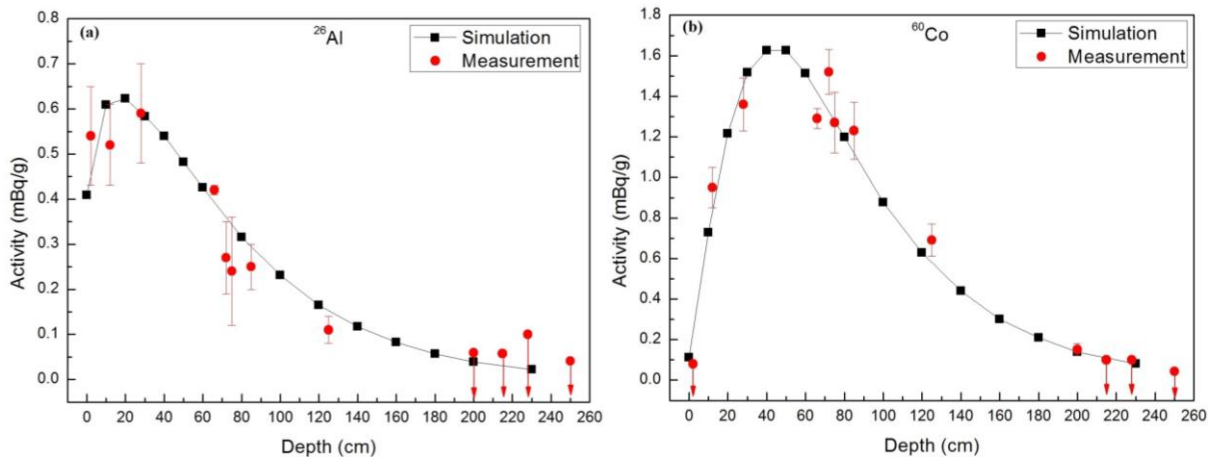 (a)
²⁶Al
Simulation
Measurement
Activity (mBq/g)
0.8
0.7
0.6
0.5
0.4
0.3
0.2
0.1
0.0
0 20 40 60 80 100 120 140 160 180 200 220 240 260
Depth (cm)
(b)
⁶⁰Co
Simulation
Measurement
Activity (mBq/g)
1.8
1.6
1.4
1.2
1.0
0.8
0.6
0.4
0.2
0.0
0 20 40 60 80 100 120 140 160 180 200 220 240 260
Depth (cm)